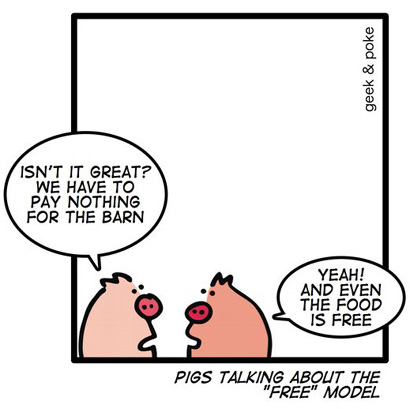 geek & poke
ISN'T IT GREAT?
WE HAVE TO
PAY NOTHING
FOR THE BARN
YEAH!
AND EVEN
THE FOOD
IS FREE
PIGS TALKING ABOUT THE
"FREE" MODEL